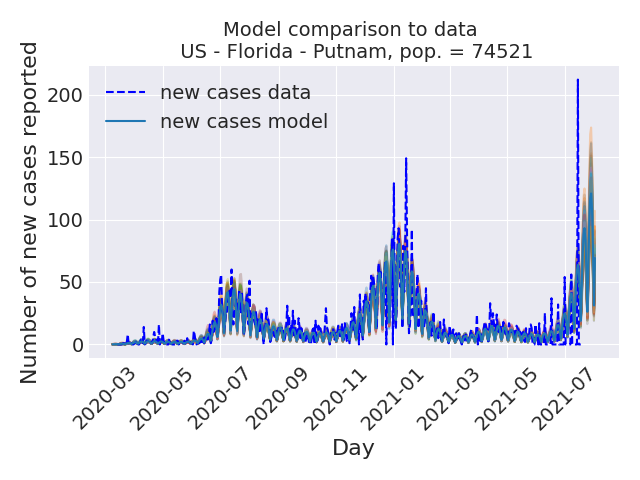 Model comparison to data
US - Florida - Putnam, pop. = 74521
Number of new cases reported
200
150
100
50
0
new cases data
new cases model
2020-03
2020-05
2020-07
2020-09
2020-11
2021-01
2021-03
2021-05
2021-07
Day